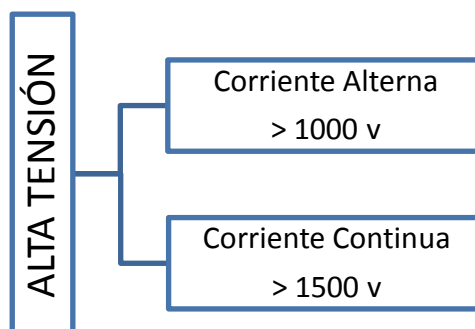 ALTA TENSIÓN
Corriente Alterna
> 1000 v
Corriente Continua
> 1500 v